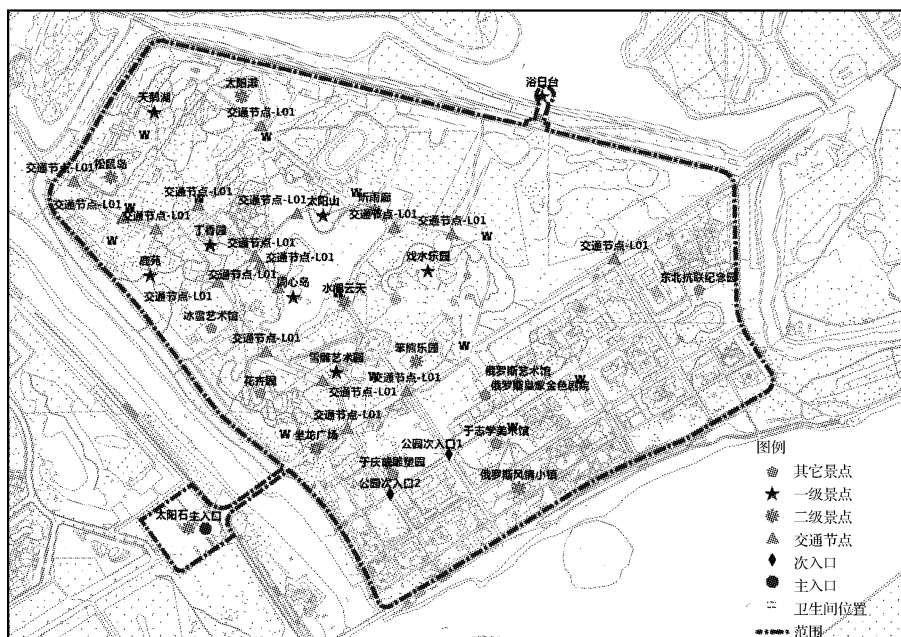 浴日台
太阳湖
天鹅湖
交通节点-L01
W
W
交通节点-L01
松鼠岛
交通节点-L01
W
W
听雨廊
交通节点-L01
W
太阳山
交通节点-L01
交通节点-L01
交通节点-L01
丁香园
W
W
交通节点-L01
交通节点-L01
鹿苑
交通节点-L01
戏水乐园
交通节点-L01
东北抗联纪念园
交通节点-L01
水阁云天
冰雪艺术馆
交通节点-L01
笨熊乐园
W
雪雕艺术园
W
交通节点-L01
俄罗斯艺术馆
俄罗斯皇家金色剧院
W
花卉园
交通节点-L01
交通节点-L01
W
坐龙广场
公园次入口1
于志学美术馆
W
于庆成雕塑园
公园次入口2
俄罗斯风情小镇
太阳石
主入口
图例
其它景点
一级景点
二级景点
交通节点
次入口
主入口
卫生间位置
范围